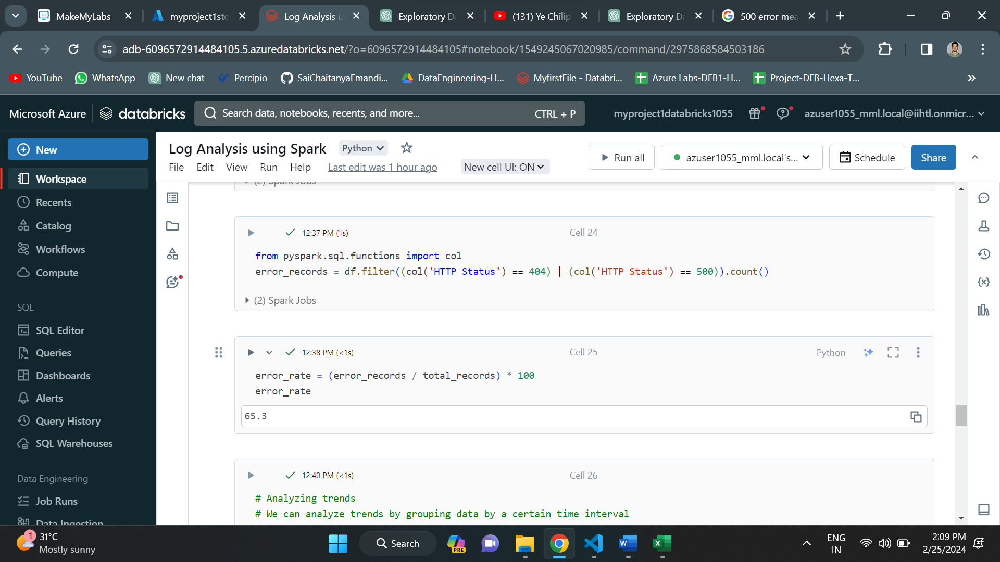 MakeMyLabs
myproject1sto
Log Analysis u
Exploratory Da
(131) Ye Chilip
Exploratory Da
500 error mea
adb-6096572914484105.5.azuredatabricks.net/?o=6096572914484105#notebook/1549245067020985/command/2975868584503186
YouTube
WhatsApp
New chat
Percipio
SaiChaitanyaEmandi...
DataEngineering-H...
MyfirstFile - Databri...
Azure Labs-DEB1-H...
Project-DEB-Hexa-T...
Microsoft Azure
databricks
Search data, notebooks, recents, and more...
CTRL + P
myproject1databricks1055
azuser1055_mml.local@iihtl.onmicr...
New
Workspace
Recents
Catalog
Workflows
Compute
SQL
SQL Editor
Queries
Dashboards
Alerts
Query History
SQL Warehouses
Data Engineering
Job Runs
Data Ingestion
Log Analysis using Spark
Python
File
Edit
View
Run
Help
Last edit was 1 hour ago
New cell UI: ON
Run all
azuser1055_mml.local's...
Schedule
Share
(2) Spark Jobs
12:37 PM (1s)
Cell 24
from pyspark.sql.functions import col
error_records = df.filter((col('HTTP Status') == 404) | (col('HTTP Status') == 500)).count()
(2) Spark Jobs
12:38 PM (<1s)
Cell 25
Python
error_rate = (error_records / total_records) * 100
error_rate
65.3
12:40 PM (<1s)
Cell 26
# Analyzing trends
# We can analyze trends by grouping data by a certain time interval
1
31°C
Mostly sunny
Search
PRE
W
X
ENG
IN
2:09 PM
2/25/2024